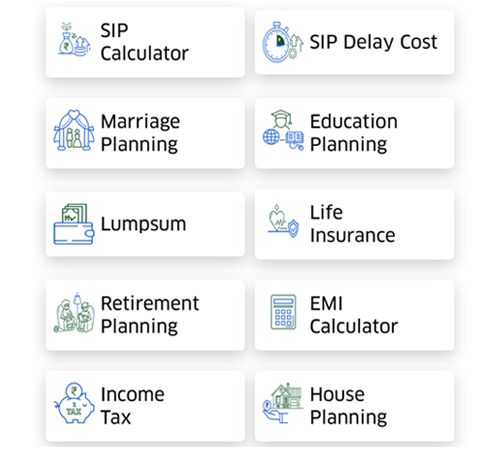 SIP
Calculator
SIP Delay Cost
Marriage
Planning
Education
Planning
Lumpsum
Life
Insurance
Retirement
Planning
EMI
Calculator
₹
TAX
Income
Tax
House
Planning